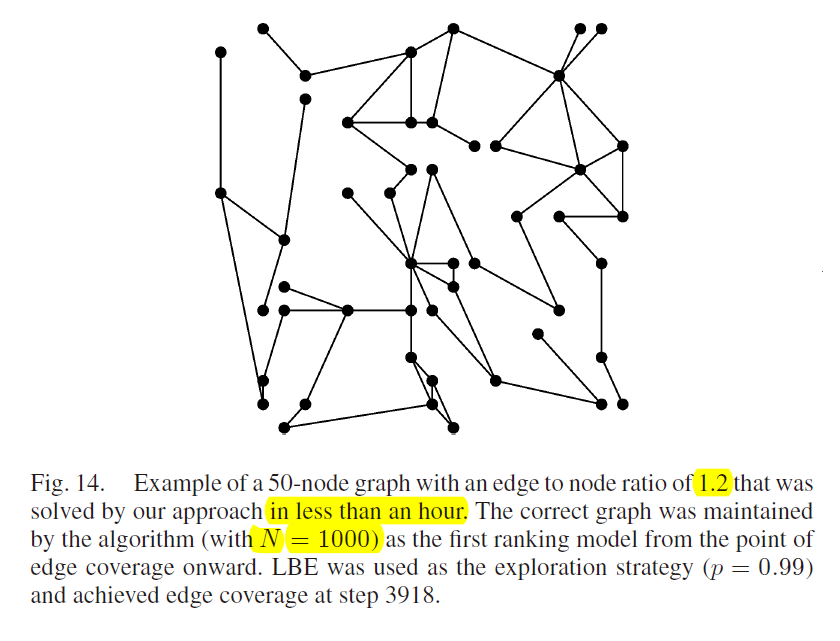 Fig. 14. Example of a 50-node graph with an edge to node ratio of 1.2 that was
solved by our approach in less than an hour. The correct graph was maintained
by the algorithm (with N = 1000) as the first ranking model from the point of
edge coverage onward. LBE was used as the exploration strategy (p = 0.99)
and achieved edge coverage at step 3918.